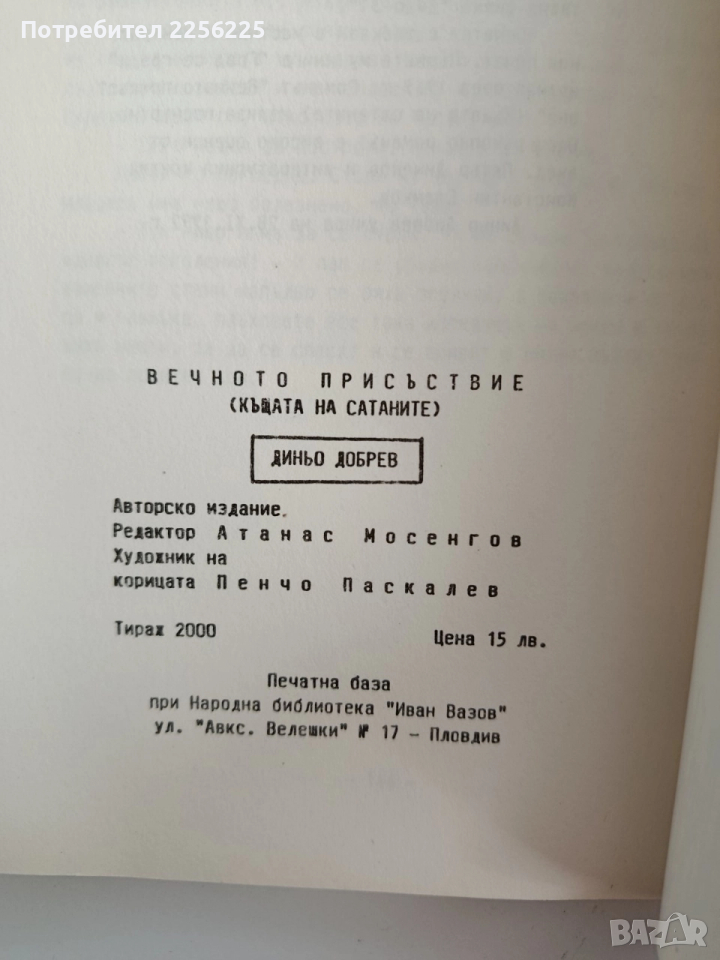 Потребител 2256225
ВЕЧНОТО ПРИСЪСТВИЕ
(КЪЩАТА НА САТАНИТЕ)
ДИНЬО ДОБРЕВ
Авторско издание.
Редактор Атанас Мосенгов
Художник на
корицата Пенчо Паскалев
Тираж 2000
Цена 15 лв.
Печатна база
при Народна библиотека "Иван Вазов"
ул. "Авкс. Велешки" № 17 – Пловдив
BAZAR